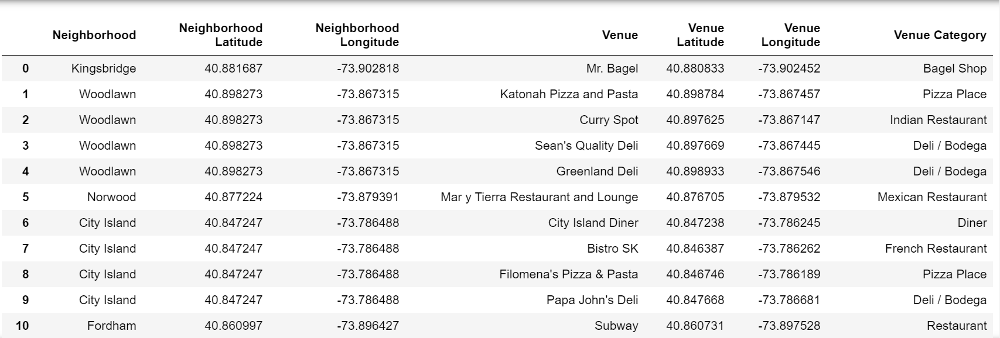 Neighborhood Neighborhood Latitude Neighborhood Longitude Venue Venue Latitude Venue Longitude Venue Category
0 Kingsbridge 40.881687 -73.902818 Mr. Bagel 40.880833 -73.902452 Bagel Shop
1 Woodlawn 40.898273 -73.867315 Katonah Pizza and Pasta 40.898784 -73.867457 Pizza Place
2 Woodlawn 40.898273 -73.867315 Curry Spot 40.897625 -73.867147 Indian Restaurant
3 Woodlawn 40.898273 -73.867315 Sean's Quality Deli 40.897669 -73.867445 Deli / Bodega
4 Woodlawn 40.898273 -73.867315 Greenland Deli 40.898933 -73.867546 Deli / Bodega
5 Norwood 40.877224 -73.879391 Mar y Tierra Restaurant and Lounge 40.876705 -73.879532 Mexican Restaurant
6 City Island 40.847247 -73.786488 City Island Diner 40.847238 -73.786245 Diner
7 City Island 40.847247 -73.786488 Bistro SK 40.846387 -73.786262 French Restaurant
8 City Island 40.847247 -73.786488 Filomena's Pizza & Pasta 40.846746 -73.786189 Pizza Place
9 City Island 40.847247 -73.786488 Papa John's Deli 40.847668 -73.786681 Deli / Bodega
10 Fordham 40.860997 -73.896427 Subway 40.860731 -73.897528 Restaurant